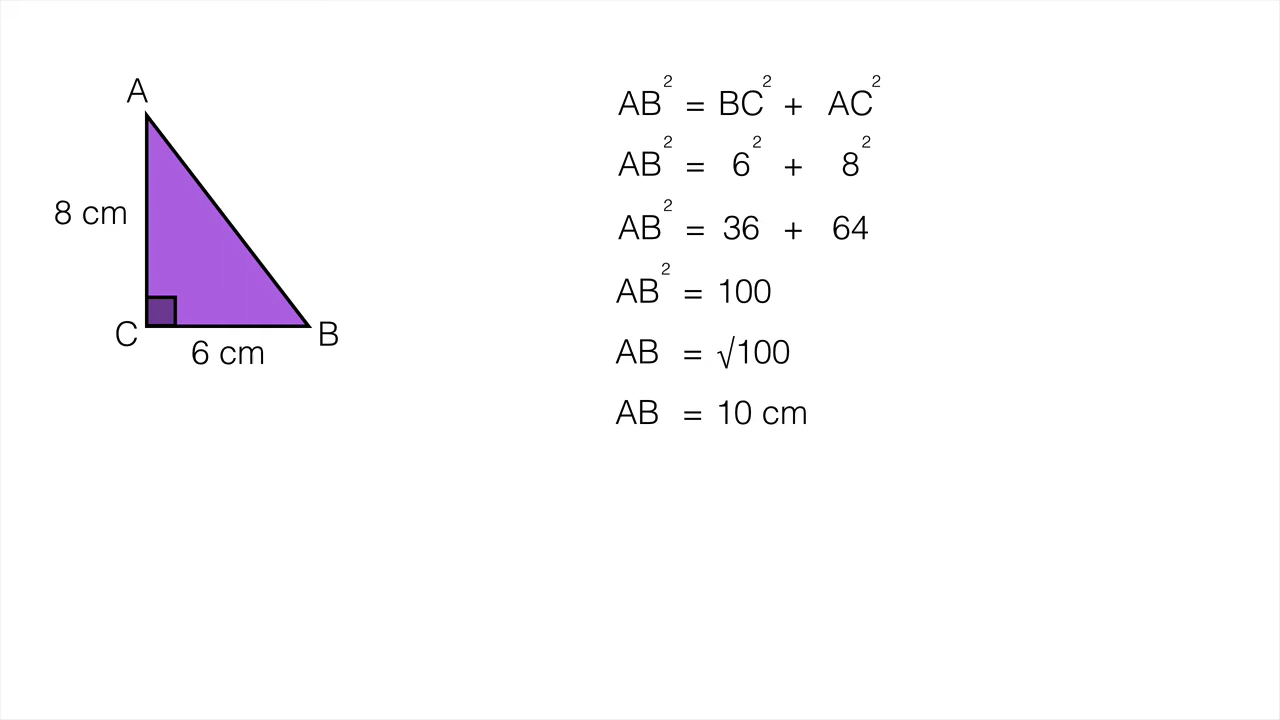 A
8 cm
C
B
6 cm
AB² = BC² + AC²
AB² = 6² + 8²
AB² = 36 + 64
AB² = 100
AB = √100
AB = 10 cm